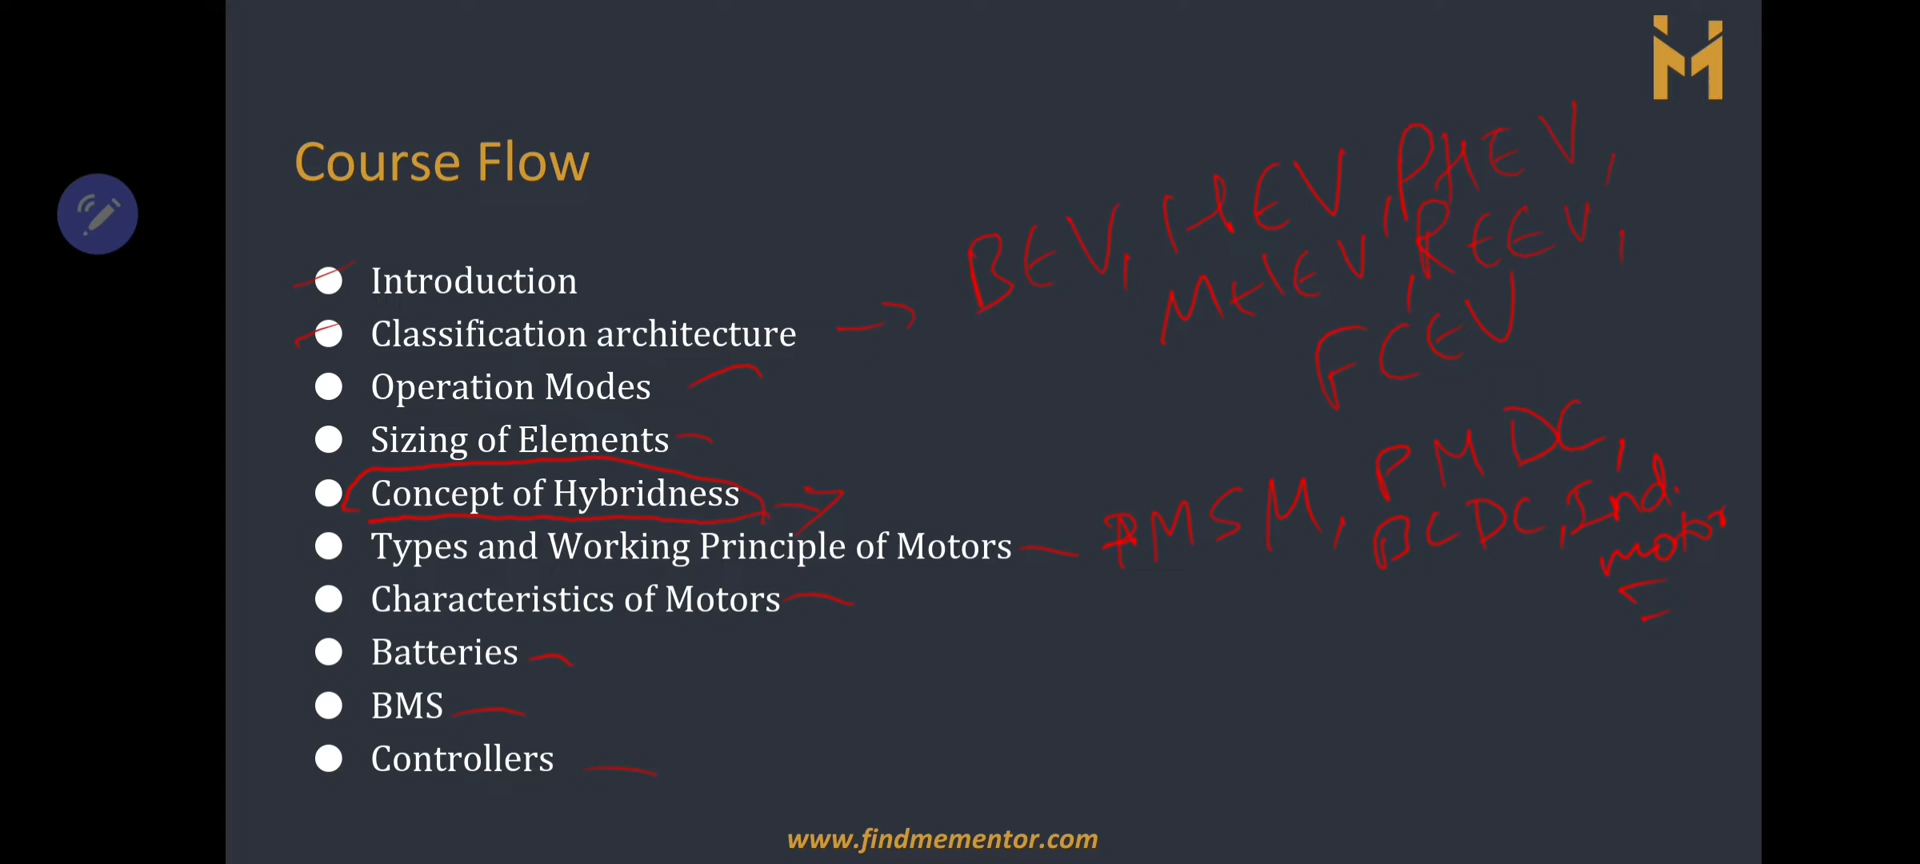 Course Flow
Introduction
Classification architecture
Operation Modes
Sizing of Elements
Concept of Hybridness
Types and Working Principle of Motors
Characteristics of Motors
Batteries
BMS
Controllers
BEV, HEV, PHEV,
MHEV, REEV,
FCEV
PMSM, PMDC,
BCDC, Ind.
motor
www.findmementor.com